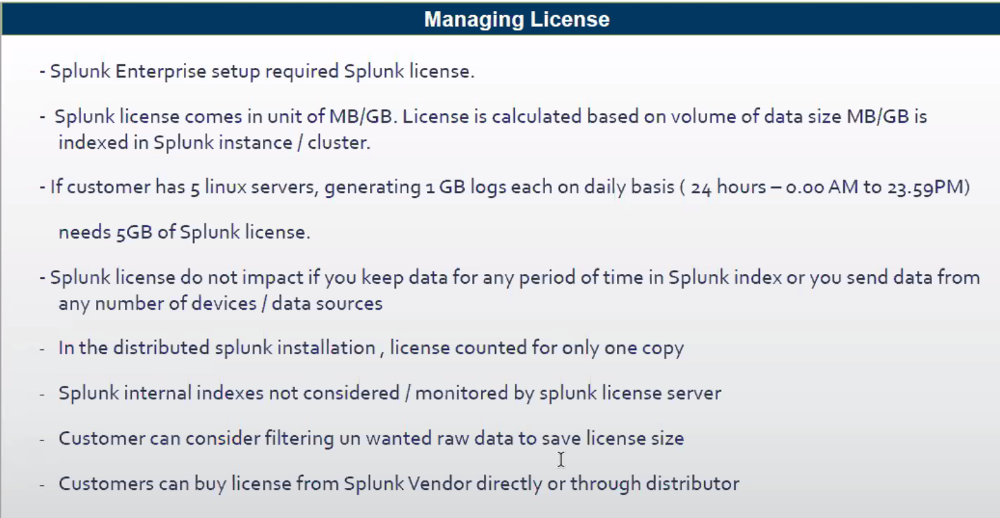 Managing License
- Splunk Enterprise setup required Splunk license.
- Splunk license comes in unit of MB/GB. License is calculated based on volume of data size MB/GB is
indexed in Splunk instance / cluster.
- If customer has 5 linux servers, generating 1 GB logs each on daily basis ( 24 hours – 0.00 AM to 23.59PM)
needs 5GB of Splunk license.
- Splunk license do not impact if you keep data for any period of time in Splunk index or you send data from
any number of devices / data sources
- In the distributed splunk installation , license counted for only one copy
- Splunk internal indexes not considered / monitored by splunk license server
- Customer can consider filtering un wanted raw data to save license size
- Customers can buy license from Splunk Vendor directly or through distributor